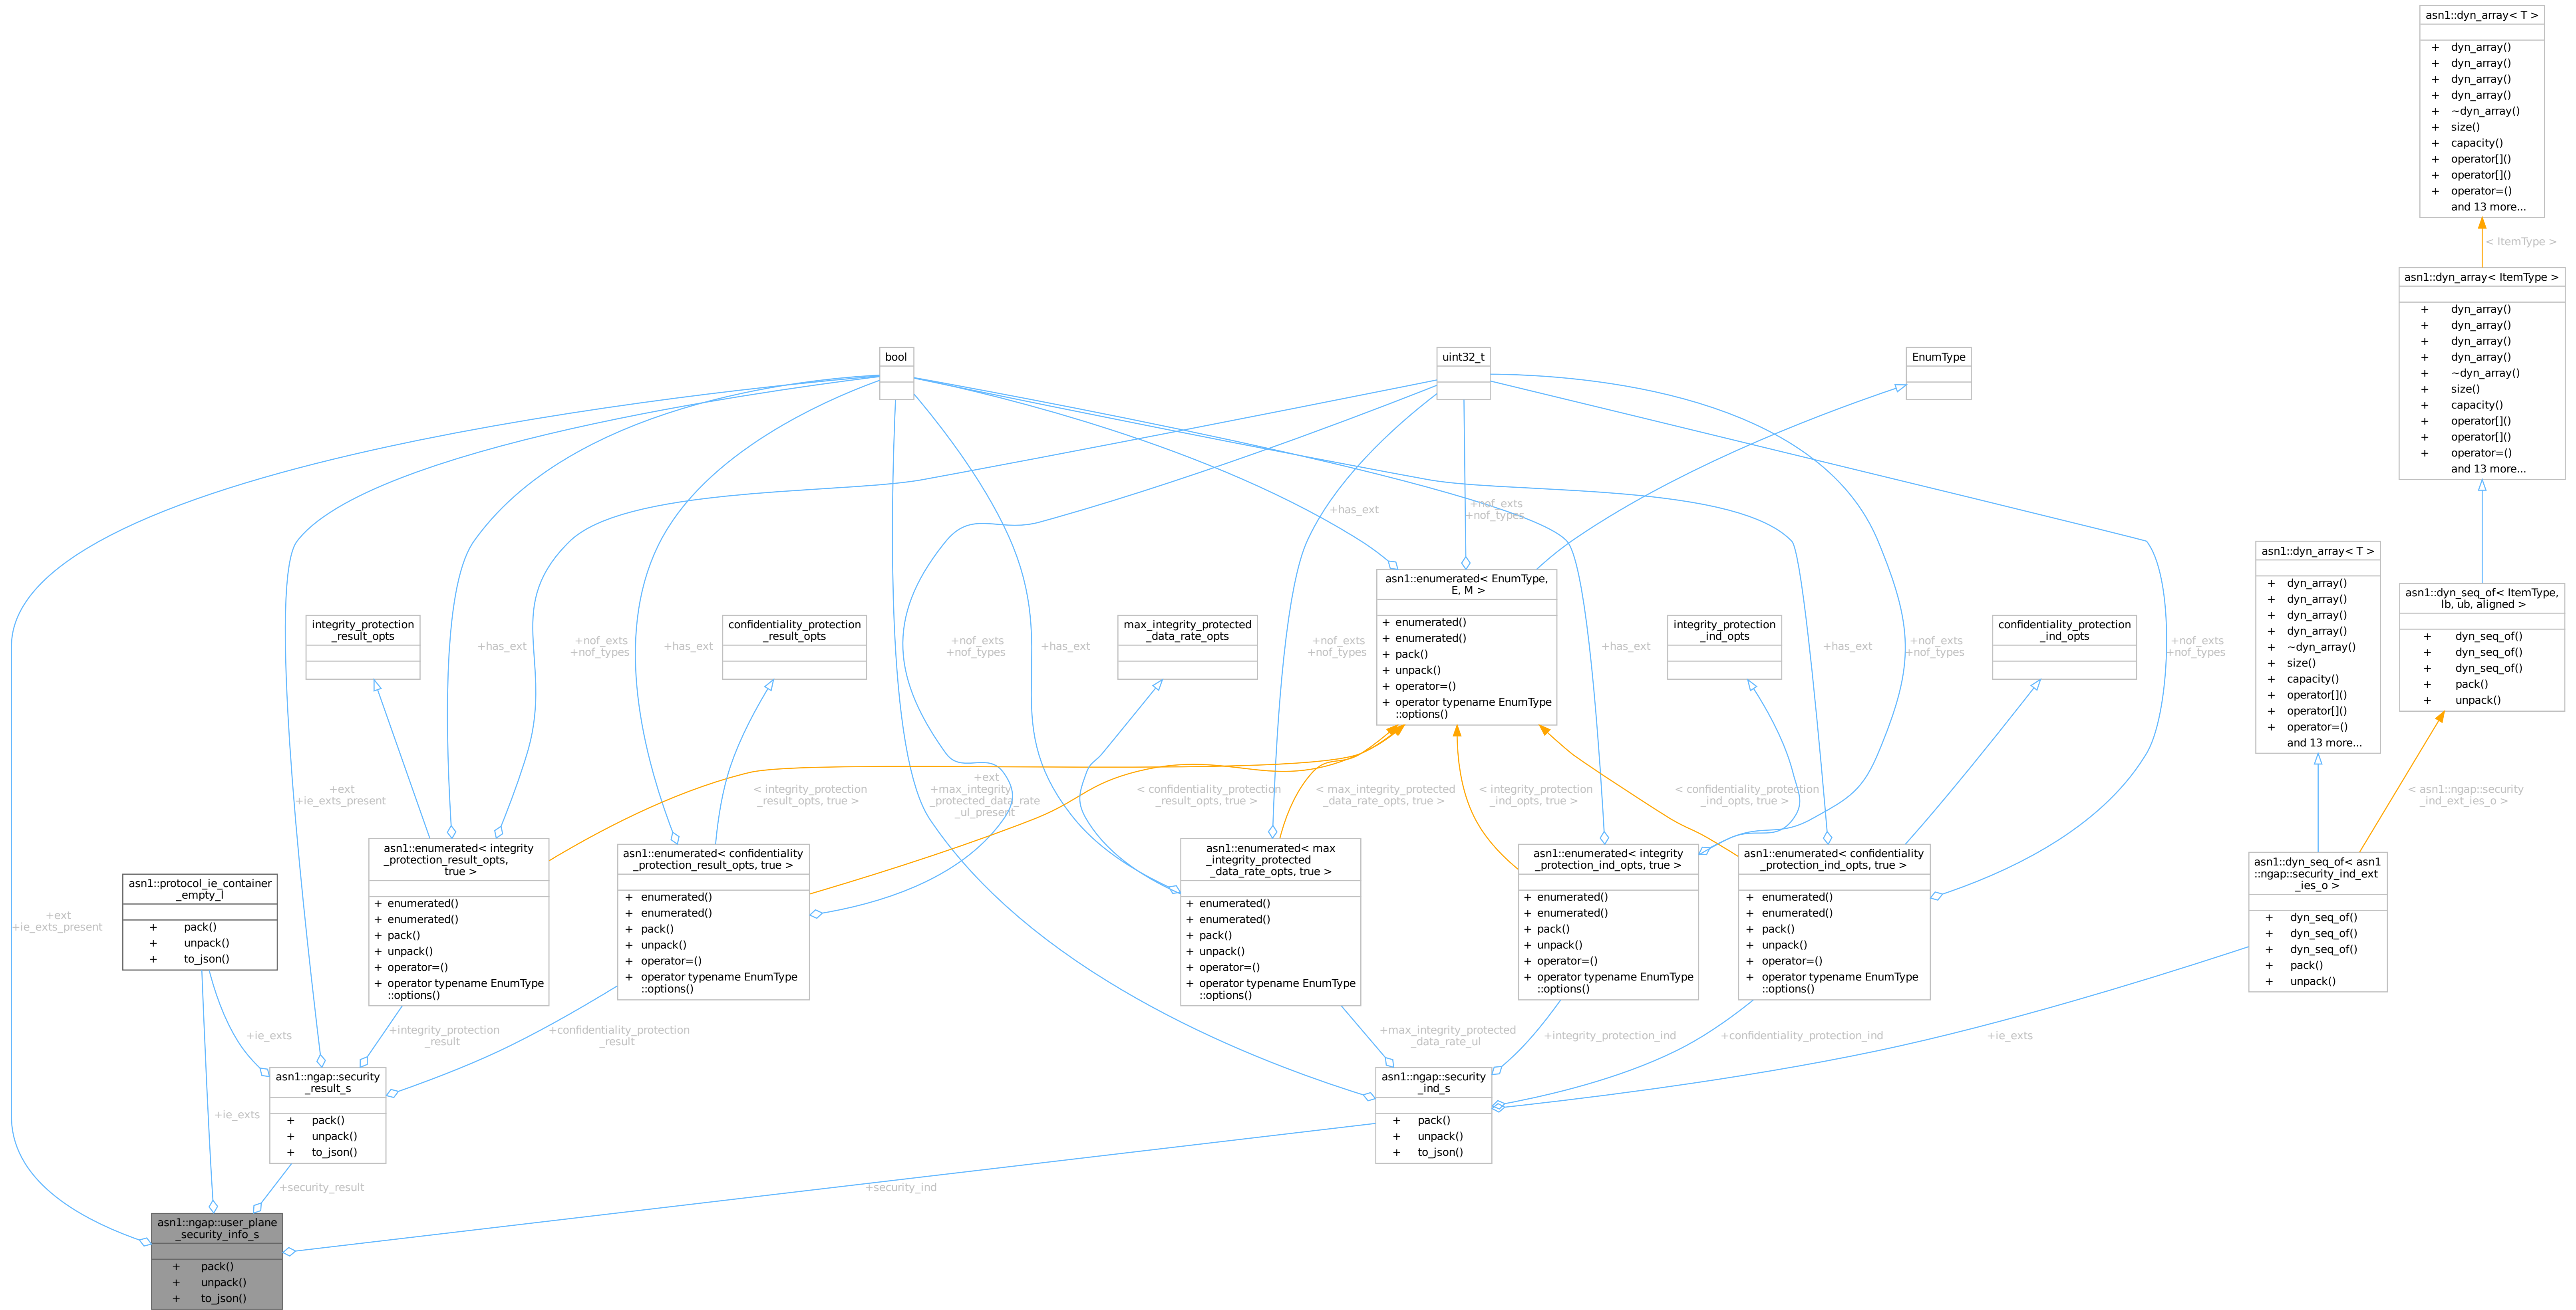 asn1::dyn_array< T >
+ dyn_array()
+ dyn_array()
+ dyn_array()
+ dyn_array()
+ ~dyn_array()
+ size()
+ capacity()
+ operator[]()
+ operator[]()
+ operator=()
and 13 more...
< ItemType >
asn1::dyn_array< ItemType >
+ dyn_array()
+ dyn_array()
+ dyn_array()
+ dyn_array()
+ ~dyn_array()
+ size()
+ capacity()
+ operator[]()
+ operator[]()
+ operator=()
and 13 more...
bool
uint32_t
EnumType
+has_ext
+nof_exts
+nof_types
asn1::dyn_array< T >
+ dyn_array()
+ dyn_array()
+ dyn_array()
+ dyn_array()
+ ~dyn_array()
+ size()
+ capacity()
+ operator[]()
+ operator[]()
+ operator=()
and 13 more...
asn1::dyn_seq_of< ItemType,
lb, ub, aligned >
+ dyn_seq_of()
+ dyn_seq_of()
+ dyn_seq_of()
+ pack()
+ unpack()
asn1::enumerated< EnumType,
E, M >
+ enumerated()
+ enumerated()
+ pack()
+ unpack()
+ operator=()
+ operator typename EnumType
::options()
integrity_protection
_result_opts
confidentiality_protection
_result_opts
max_integrity_protected
_data_rate_opts
integrity_protection
_ind_opts
confidentiality_protection
_ind_opts
+has_ext
+nof_exts
+nof_types
+has_ext
+nof_exts
+nof_types
+has_ext
+nof_exts
+nof_types
+has_ext
+has_ext
+nof_exts
+nof_types
+nof_exts
+nof_types
+ext
+ie_exts_present
< integrity_protection
_result_opts, true >
+ext
+max_integrity
_protected_data_rate
_ul_present
< confidentiality_protection
_result_opts, true >
< max_integrity_protected
_data_rate_opts, true >
< integrity_protection
_ind_opts, true >
< confidentiality_protection
_ind_opts, true >
< asn1::ngap::security
_ind_ext_ies_o >
+ext
+ie_exts_present
asn1::protocol_ie_container
_empty_l
+ pack()
+ unpack()
+ to_json()
asn1::enumerated< integrity
_protection_result_opts,
true >
+ enumerated()
+ enumerated()
+ pack()
+ unpack()
+ operator=()
+ operator typename EnumType
::options()
asn1::enumerated< confidentiality
_protection_result_opts, true >
+ enumerated()
+ enumerated()
+ pack()
+ unpack()
+ operator=()
+ operator typename EnumType
::options()
asn1::enumerated< max
_integrity_protected
_data_rate_opts, true >
+ enumerated()
+ enumerated()
+ pack()
+ unpack()
+ operator=()
+ operator typename EnumType
::options()
asn1::enumerated< integrity
_protection_ind_opts, true >
+ enumerated()
+ enumerated()
+ pack()
+ unpack()
+ operator=()
+ operator typename EnumType
::options()
asn1::enumerated< confidentiality
_protection_ind_opts, true >
+ enumerated()
+ enumerated()
+ pack()
+ unpack()
+ operator=()
+ operator typename EnumType
::options()
asn1::dyn_seq_of< asn1
::ngap::security_ind_ext
_ies_o >
+ dyn_seq_of()
+ dyn_seq_of()
+ dyn_seq_of()
+ pack()
+ unpack()
+ie_exts
+integrity_protection
_result
+confidentiality_protection
_result
+max_integrity_protected
_data_rate_ul
+integrity_protection_ind
+confidentiality_protection_ind
+ie_exts
asn1::ngap::security
_result_s
+ pack()
+ unpack()
+ to_json()
asn1::ngap::security
_ind_s
+ pack()
+ unpack()
+ to_json()
+ie_exts
+security_result
+security_ind
asn1::ngap::user_plane
_security_info_s
+ pack()
+ unpack()
+ to_json()